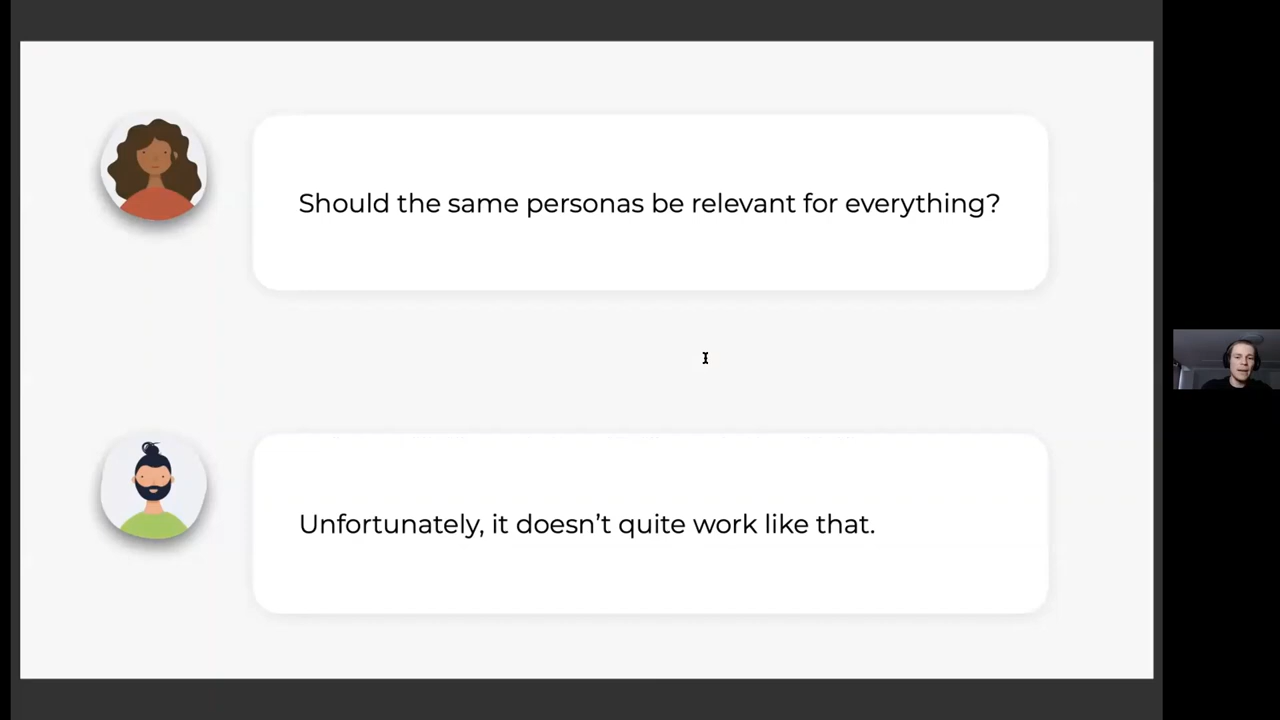 Should the same personas be relevant for everything?
Unfortunately, it doesn’t quite work like that.